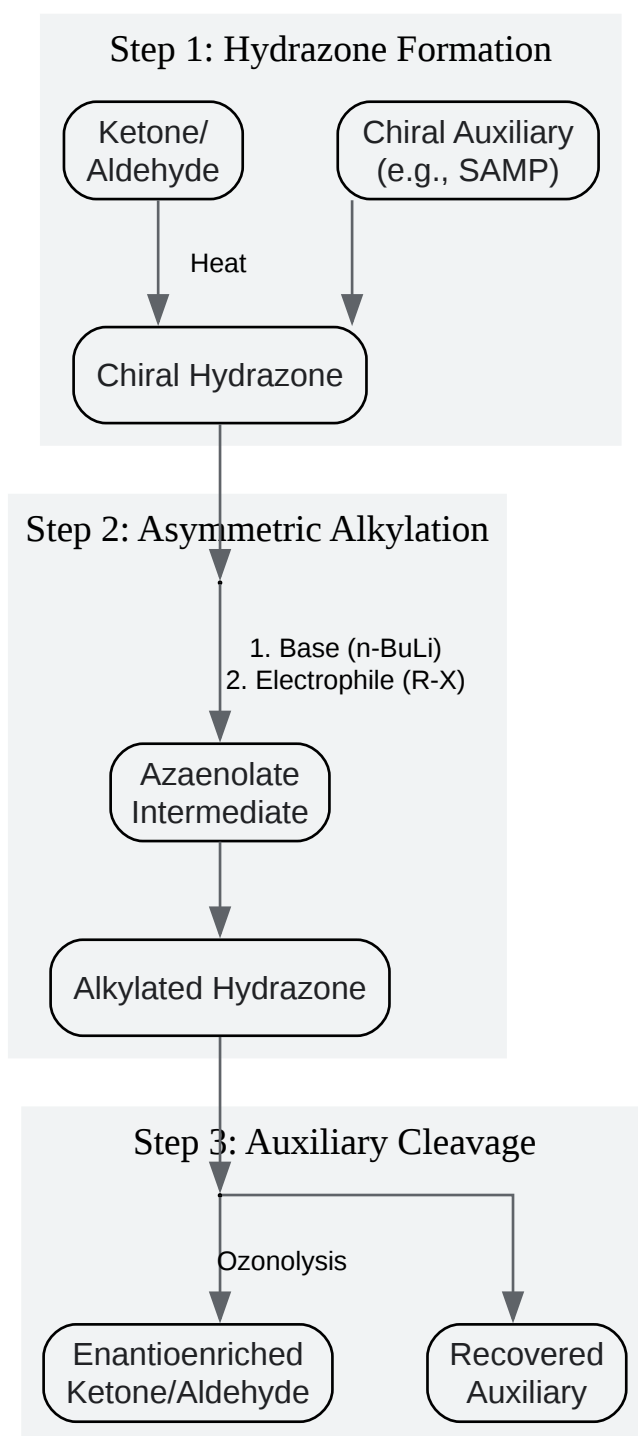 Step 1: Hydrazone Formation
Ketone/
Aldehyde
Chiral Auxiliary
(e.g., SAMP)
Heat
Chiral Hydrazone
Step 2: Asymmetric Alkylation
1. Base (n-BuLi)
2. Electrophile (R-X)
Azaenolate
Intermediate
Alkylated Hydrazone
Step 3: Auxiliary Cleavage
Ozonolysis
Enantioenriched
Ketone/Aldehyde
Recovered
Auxiliary